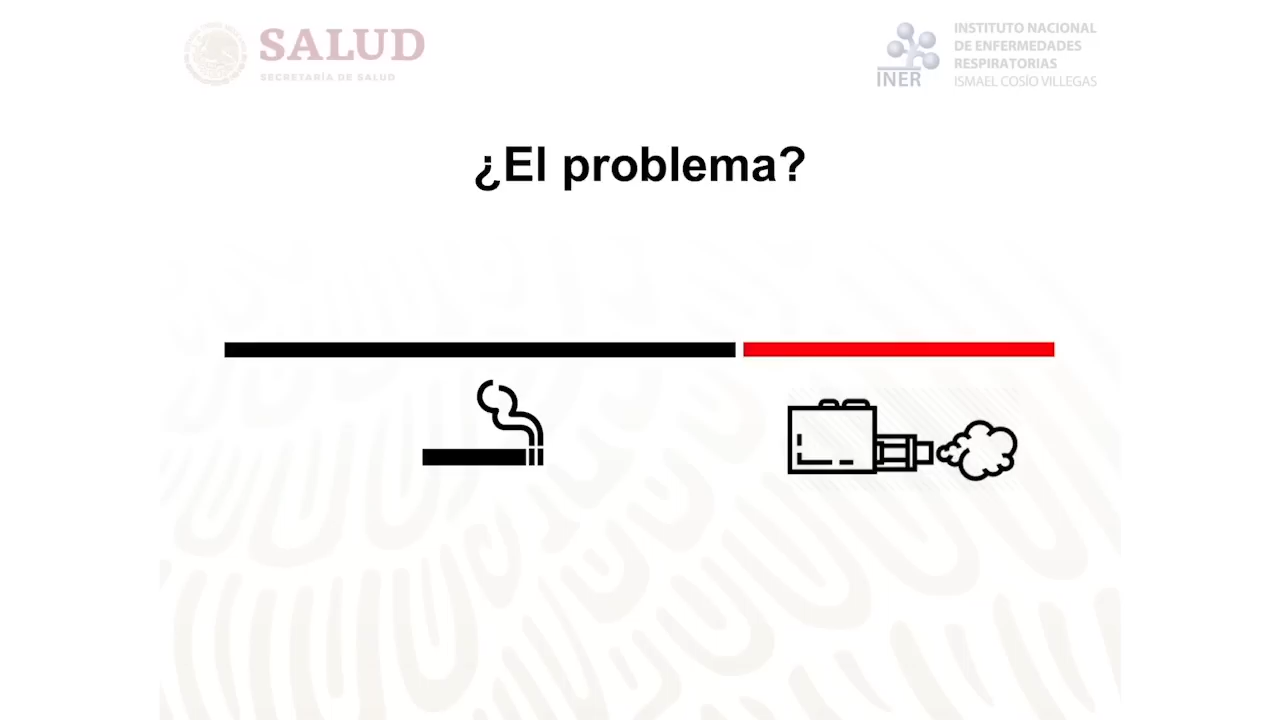 SALUD
SECRETARÍA DE SALUD
INER
INSTITUTO NACIONAL
DE ENFERMEDADES
RESPIRATORIAS
ISMAEL COSÍO VILLEGAS
¿El problema?